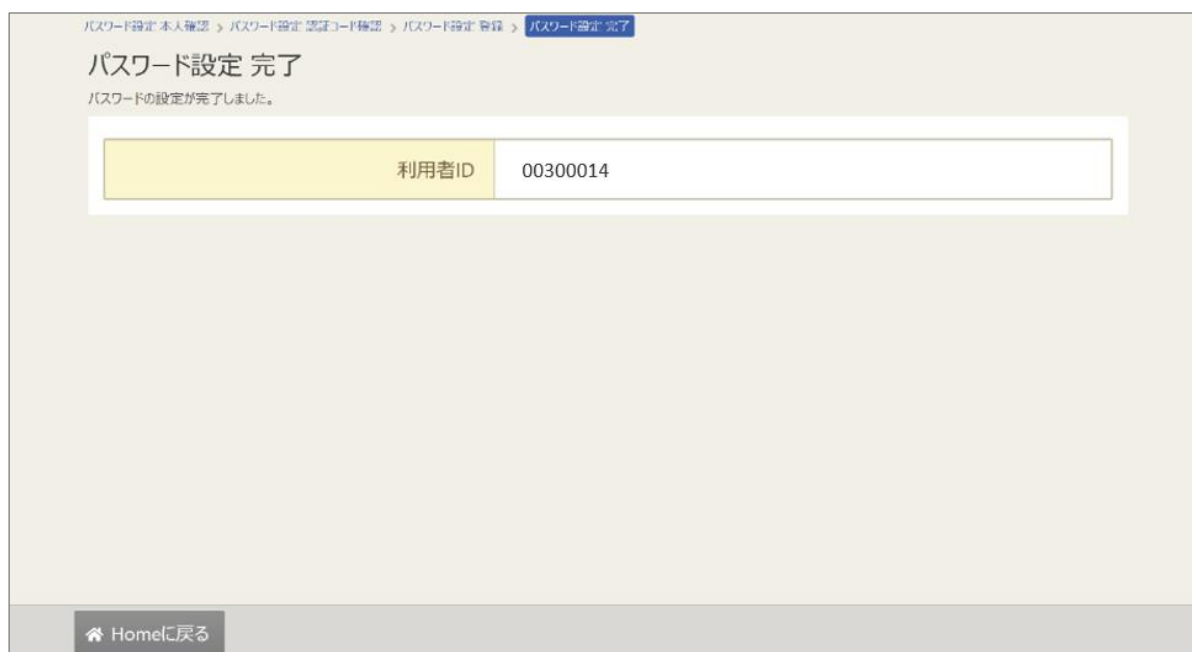 パスワード設定 本人確認 > パスワード設定 認証コード確認 > パスワード設定 登録 > パスワード設定 完了
パスワード設定 完了
パスワードの設定が完了しました。
利用者ID 00300014
Homeに戻る